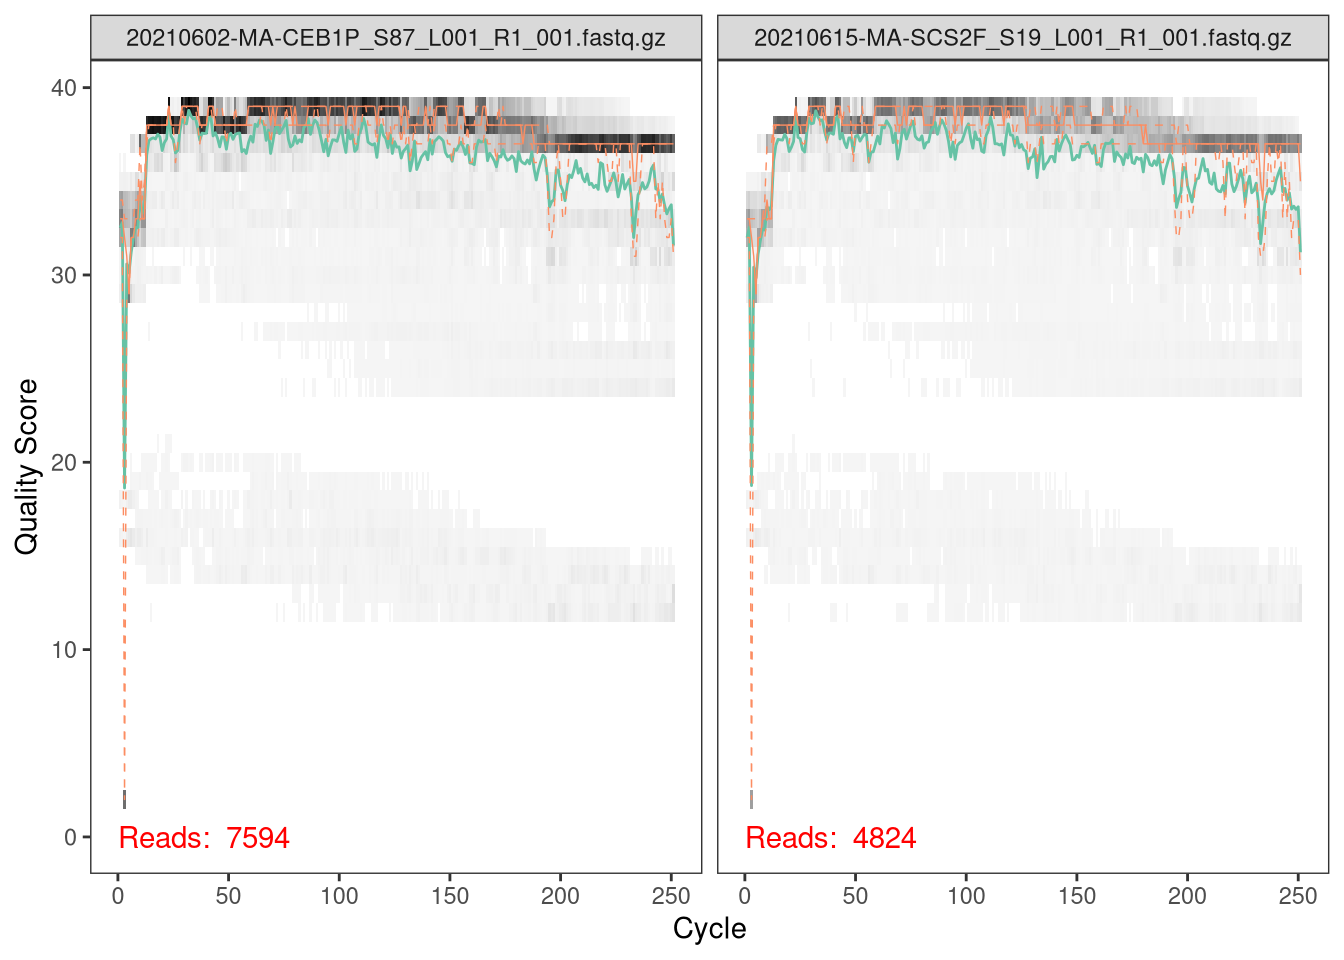 20210602-MA-CEB1P_S87_L001_R1_001.fastq.gz
20210615-MA-SCS2F_S19_L001_R1_001.fastq.gz
Quality Score
40
30
20
10
0
Reads: 7594
Reads: 4824
0 50 100 150 200 250
0 50 100 150 200 250
Cycle